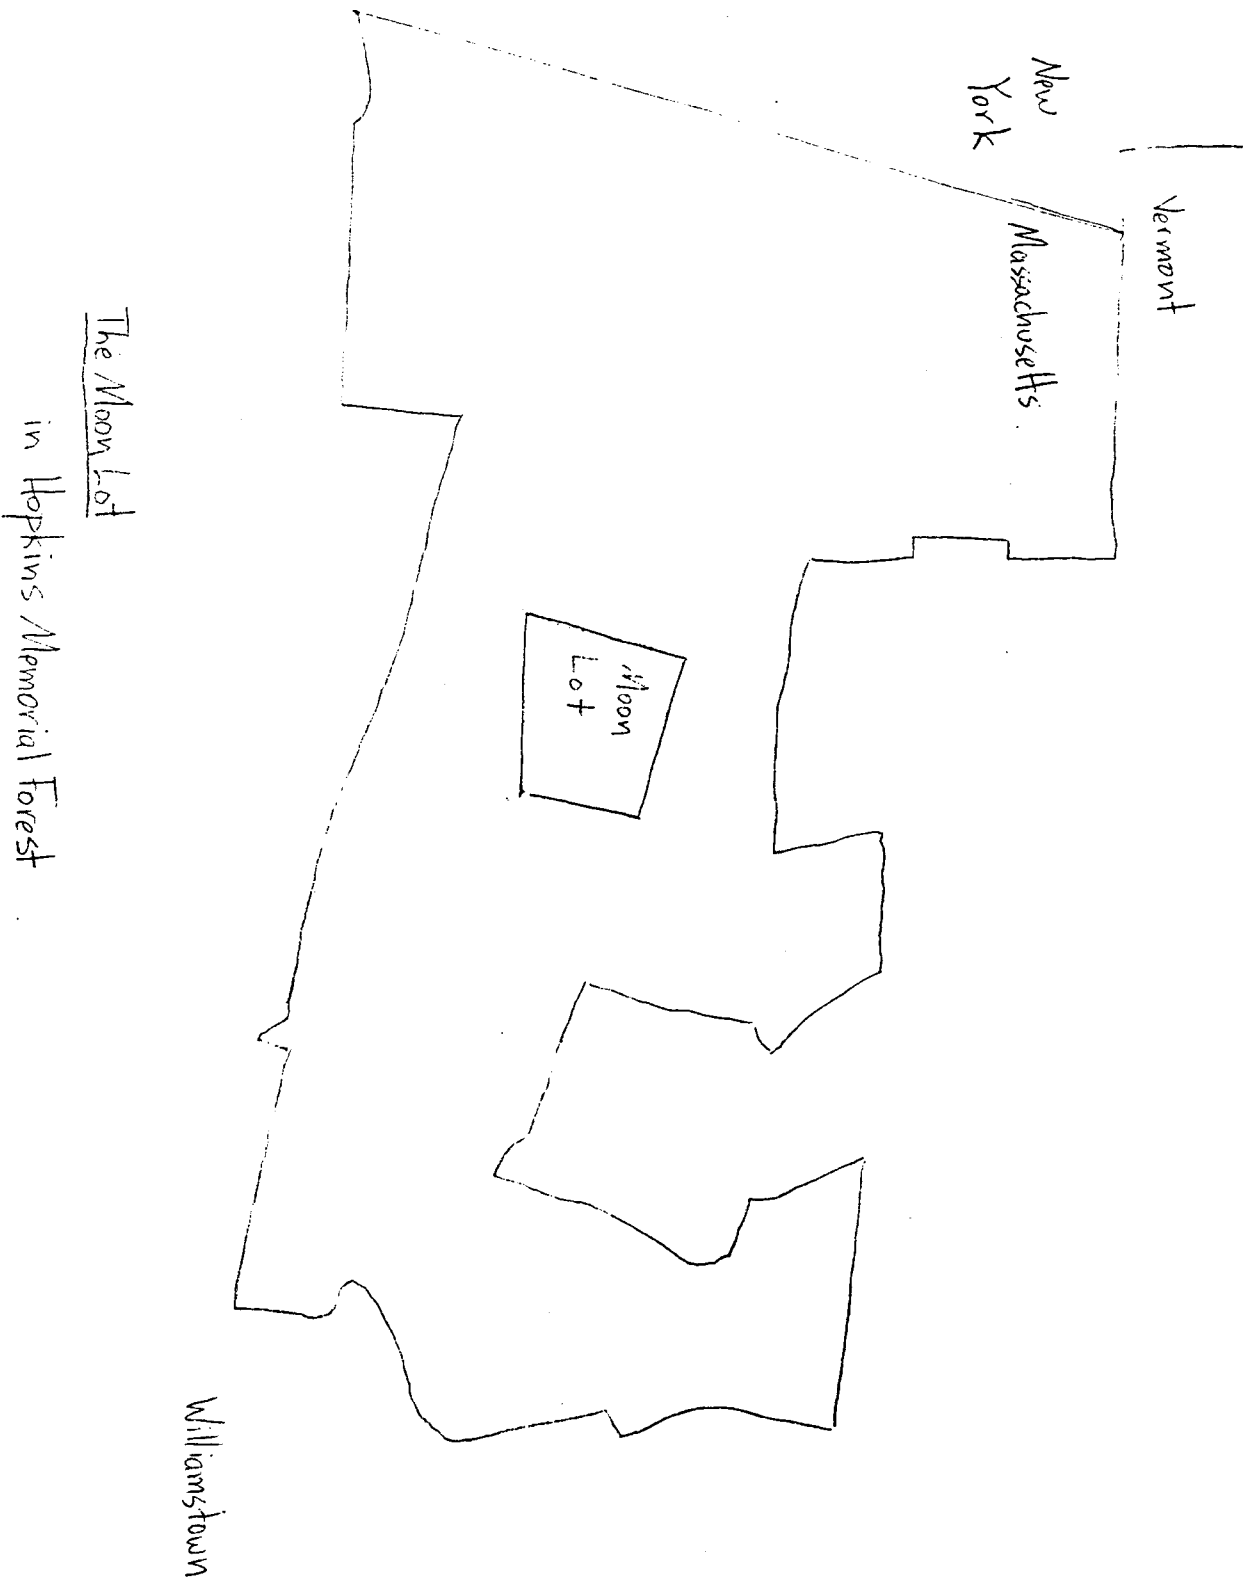 New
York
Vermont
Massachusetts
Moon
Lot
Williamstown
The Moon Lot
in Hopkins Memorial Forest